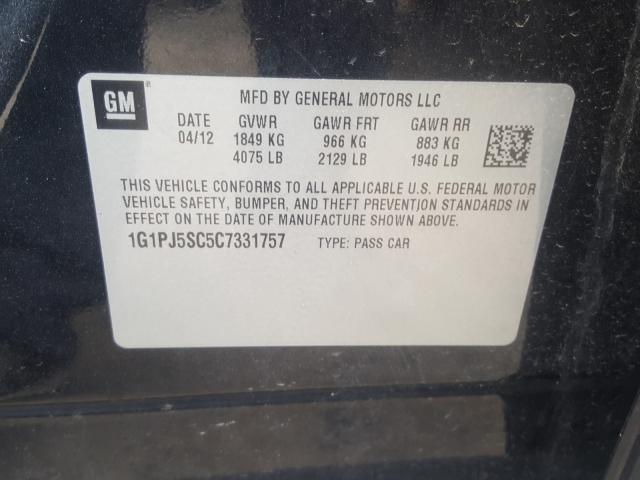 GM
MFD BY GENERAL MOTORS LLC
DATE GVWR GAWR FRT GAWR RR
04/12 1849 KG 966 KG 883 KG
4075 LB 2129 LB 1946 LB
THIS VEHICLE CONFORMS TO ALL APPLICABLE U.S. FEDERAL MOTOR
VEHICLE SAFETY, BUMPER, AND THEFT PREVENTION STANDARDS IN
EFFECT ON THE DATE OF MANUFACTURE SHOWN ABOVE.
1G1PJ5SC5C7331757 TYPE: PASS CAR